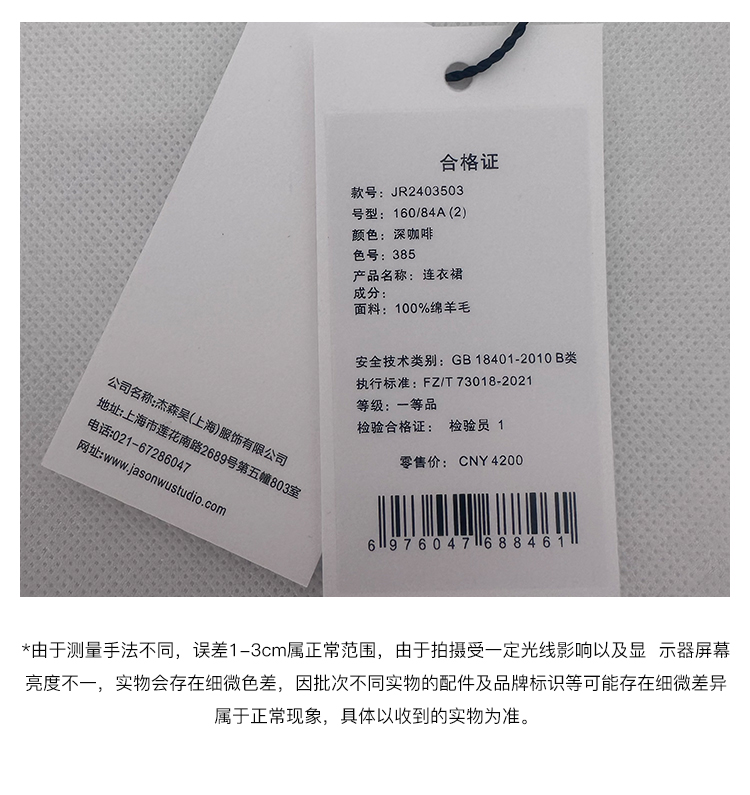 合格证
款号：JR2403503
号型：160/84A (2)
颜色：深咖啡
色号：385
产品名称：连衣裙
成分：
面料：100%绵羊毛
安全技术类别：GB 18401-2010 B类
执行标准：FZ/T 73018-2021
等级：一等品
检验合格证： 检验员 1
零售价： CNY 4200
6 976047 688461
公司名称:杰森吴(上海)服饰有限公司
地址:上海市莲花南路2689号第五幢803室
电话:021-67286047
网址:www.jasonwustudio.com
*由于测量手法不同，误差1-3cm属正常范围，由于拍摄受一定光线影响以及显 示器屏幕
亮度不一，实物会存在细微色差，因批次不同实物的配件及品牌标识等可能存在细微差异
属于正常现象，具体以收到的实物为准。